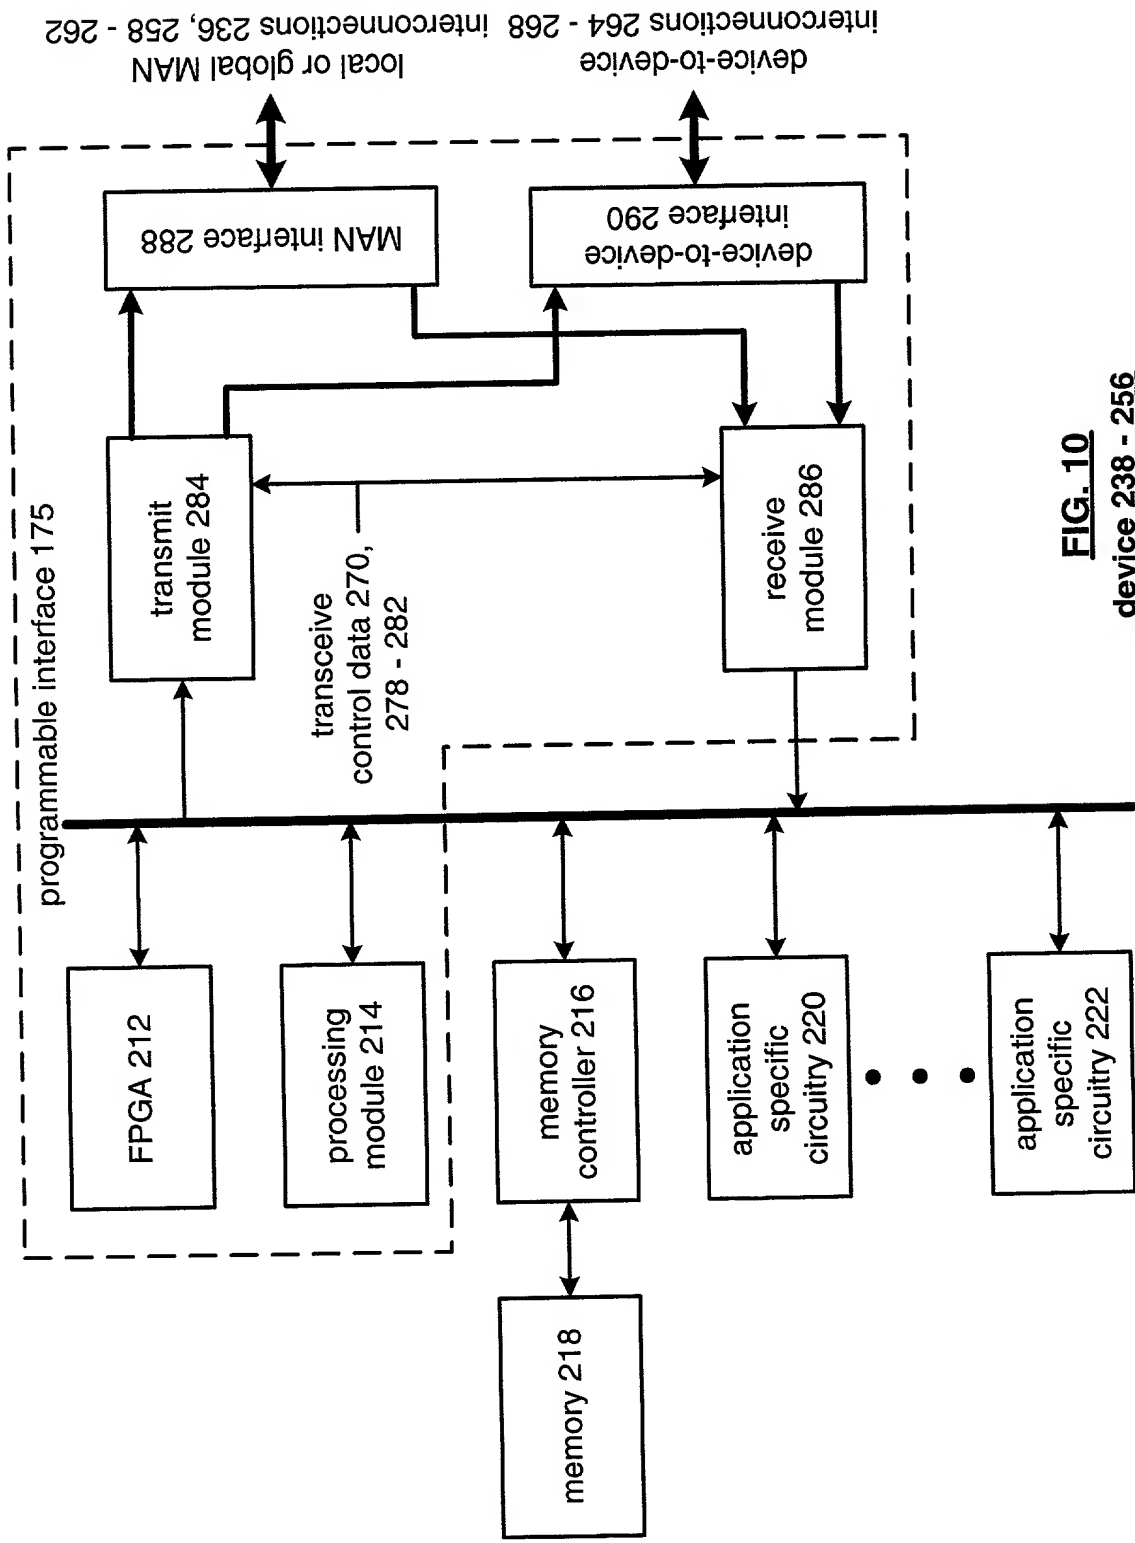 programmable interface 175
FPGA 212
processing
module 214
transmit
module 284
transceive
control data 270,
278 - 282
receive
module 286
MAN interface 288
device-to-device
interface 290
local or global MAN
interconnections 236, 258 - 262
device-to-device
interconnections 264 - 268
memory 218
memory
controller 216
application
specific
circuitry 220
application
specific
circuitry 222
FIG. 10
device 238 - 256